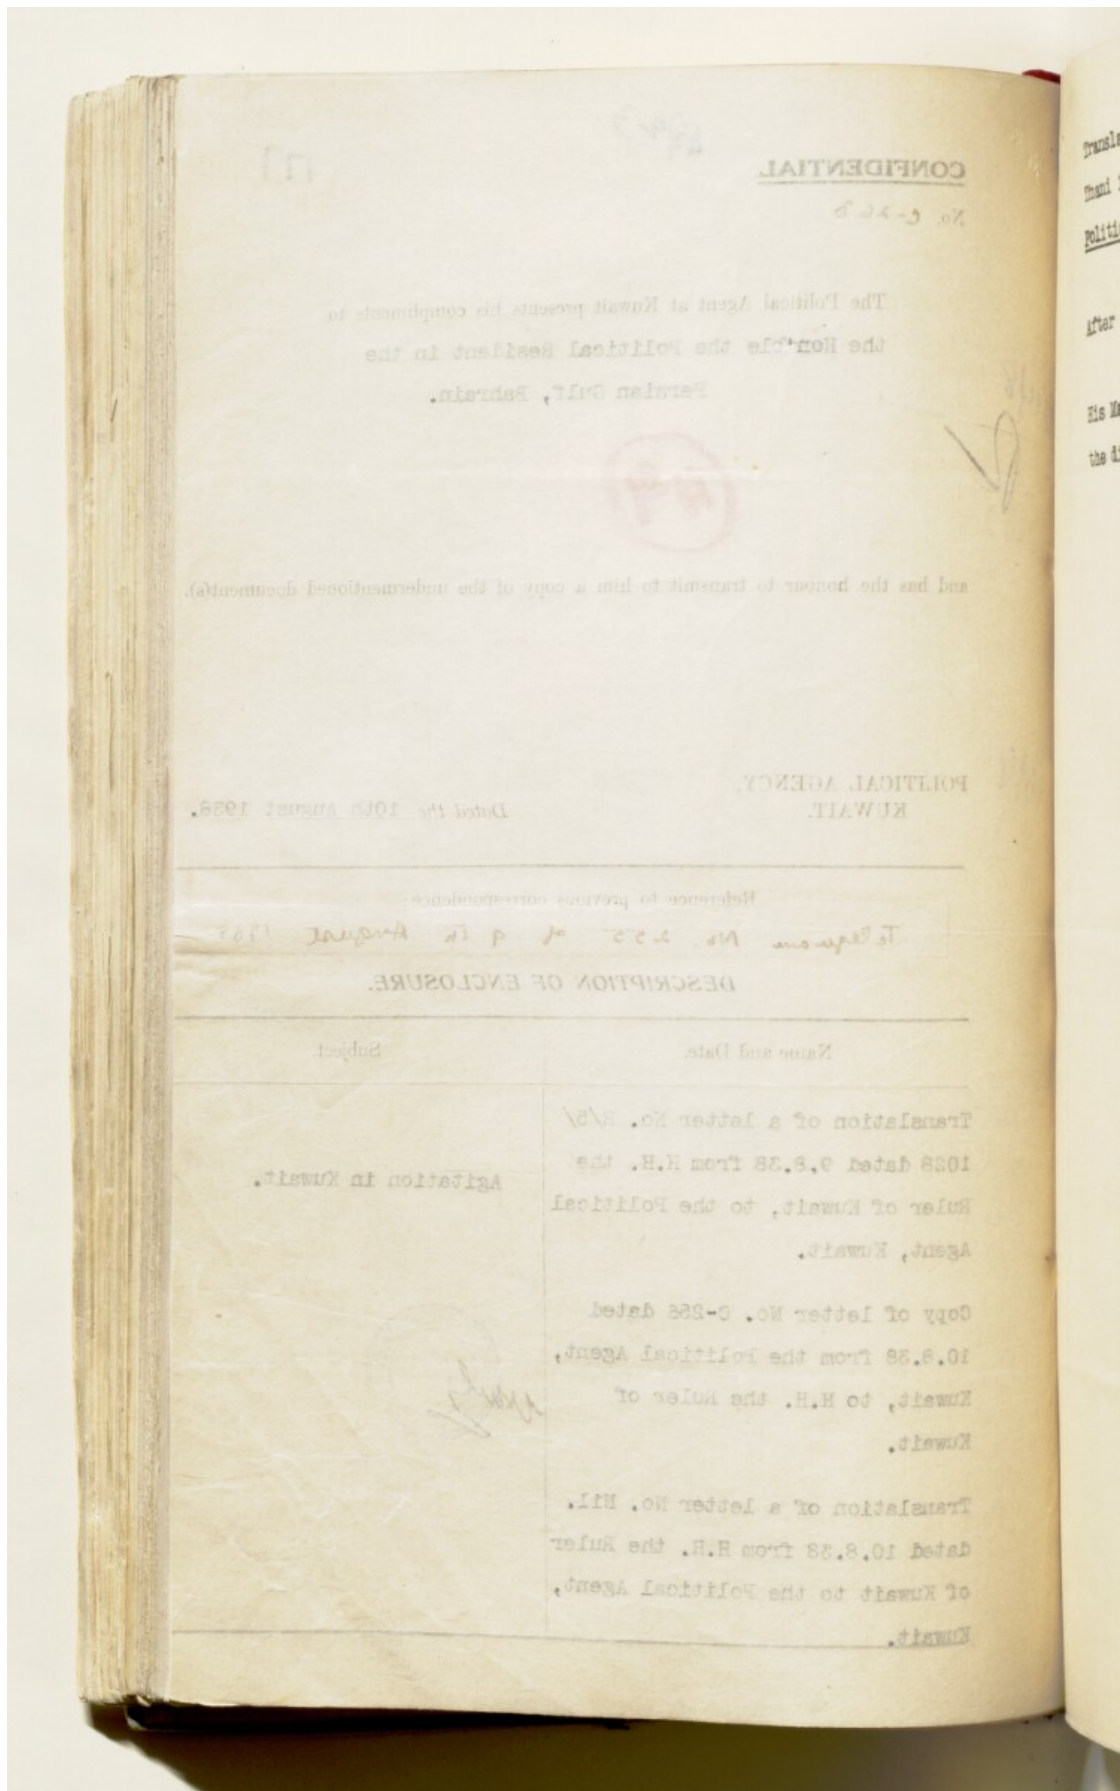 CONFIDENTIAL
No.
The Political Agent at Kuwait presents his compliments to
the Hon'ble the Political Resident in the
Persian Gulf, Bahrain.
and has the honour to transmit to him a copy of the undermentioned document(s).
POLITICAL AGENCY,
KUWAIT.
Dated the 10th August 1938.
Reference to previous correspondence:
Telegram No. 255 of 9th August 1938
DESCRIPTION OF ENCLOSURE.
Name and Date. Subject.
Translation of a letter No. R/5/
1028 dated 9.8.38 from H.H. the
Ruler of Kuwait, to the Political
Agent, Kuwait.
Agitation in Kuwait.
Copy of letter No. dated
10.8.38 from the Political Agent,
Kuwait, to H.H. the Ruler of
Kuwait.
Translation of a letter No. Nil.
dated 10.8.38 from H.H. the Ruler
of Kuwait to the Political Agent,
Kuwait.
After
the